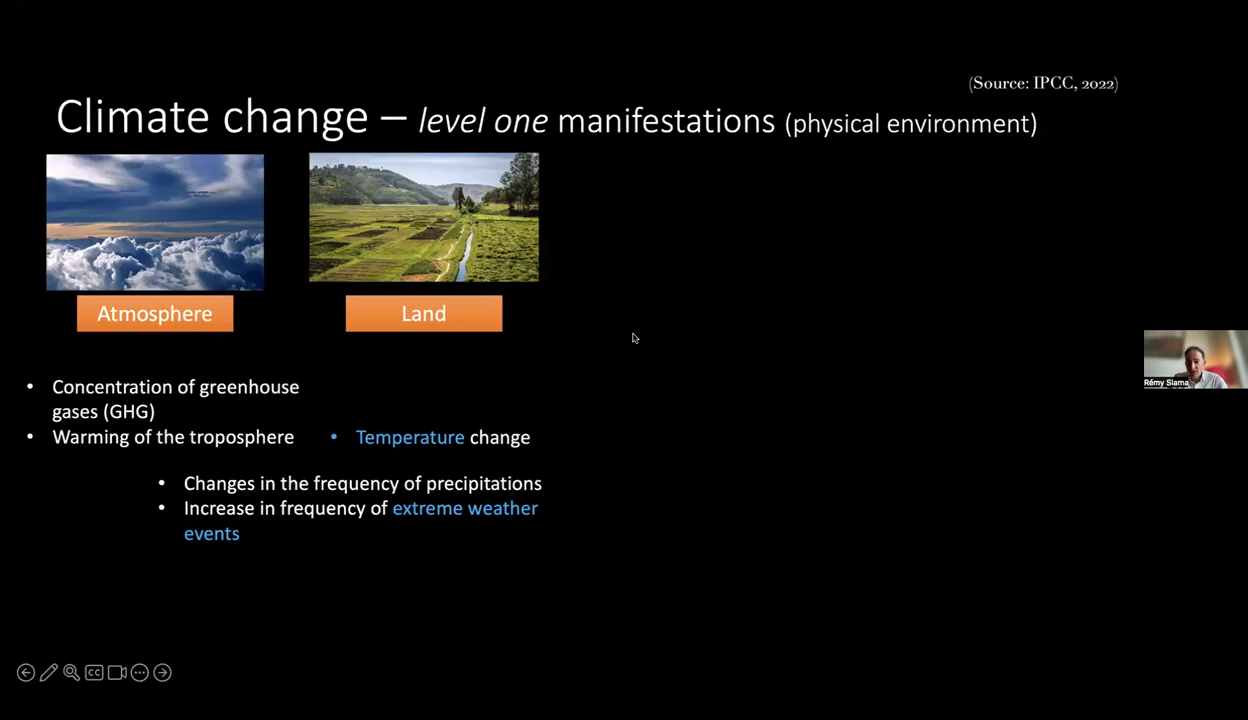 (Source: IPCC, 2022)
Climate change – level one manifestations (physical environment)
Atmosphere
Land
• Concentration of greenhouse
gases (GHG)
• Warming of the troposphere
• Temperature change
• Changes in the frequency of precipitations
• Increase in frequency of extreme weather
events
Rémy Slama
CC